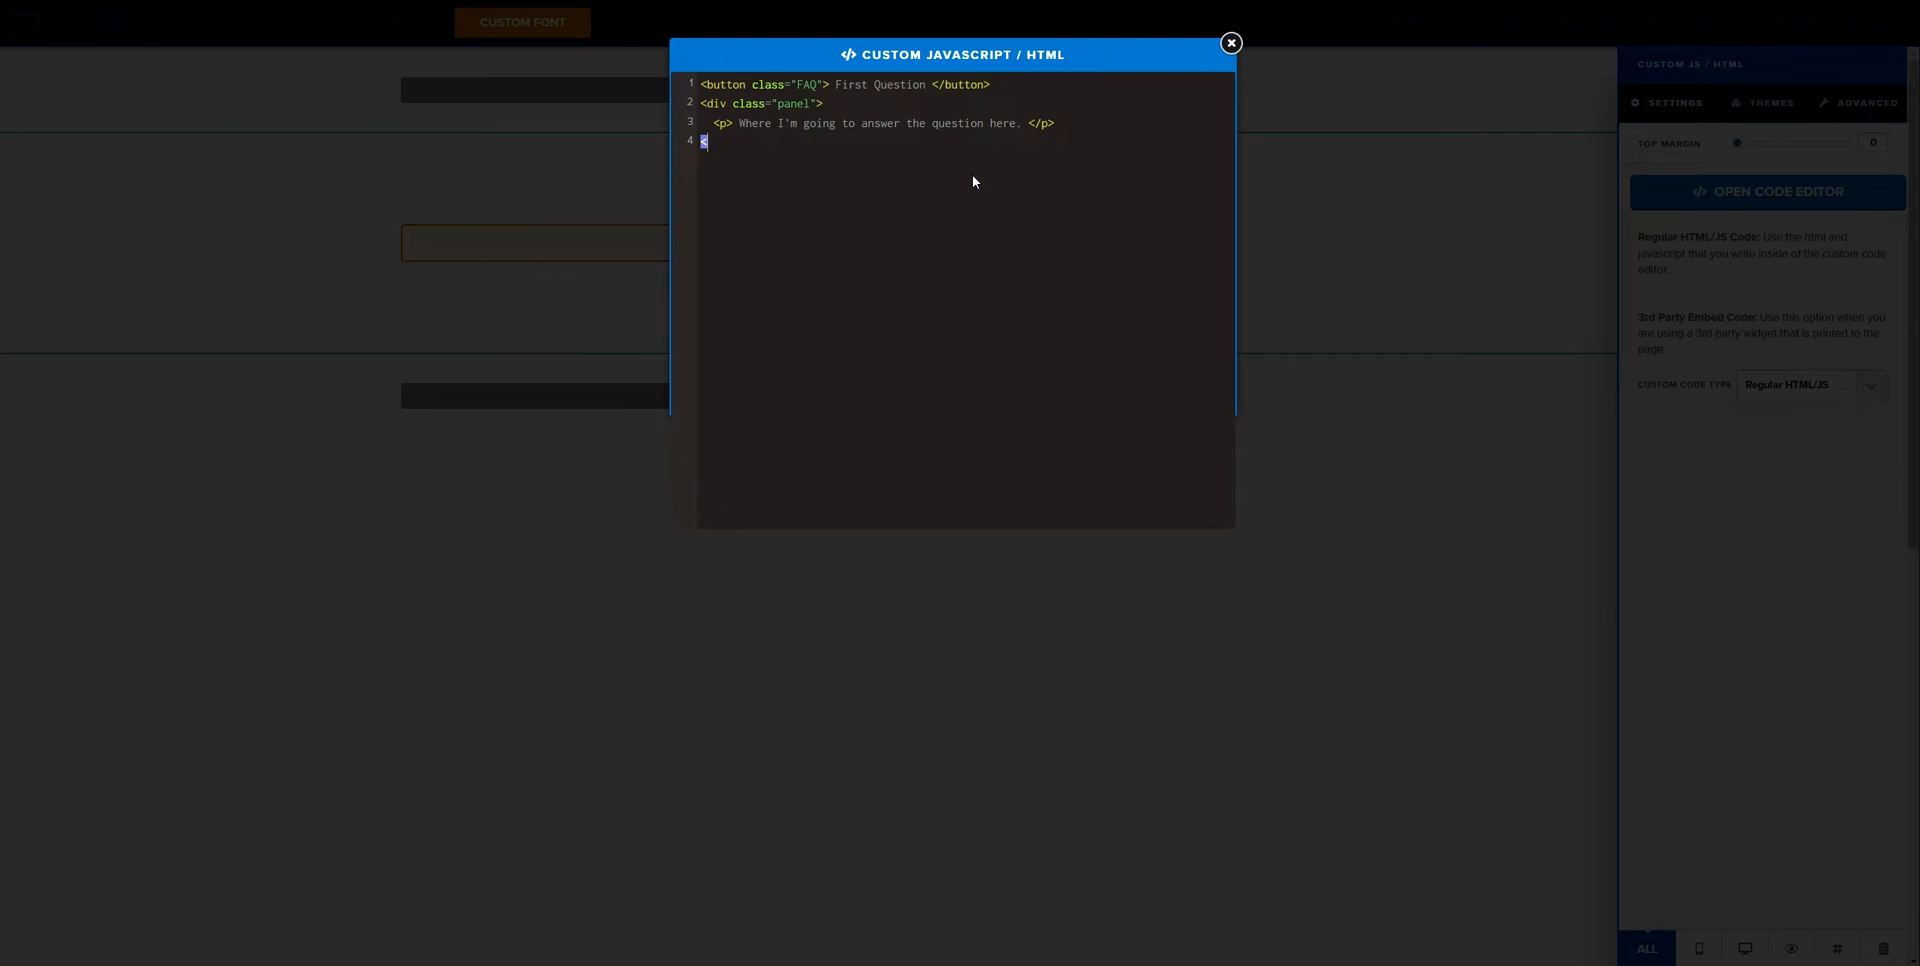 CUSTOM FONT
</> CUSTOM JAVASCRIPT / HTML
1 <button class="FAQ"> First Question </button>
2 <div class="panel">
3 <p> Where I'm going to answer the question here. </p>
4 <
CUSTOM JS / HTML
SETTINGS THEMES ADVANCED
TOP MARGIN 0
</> OPEN CODE EDITOR
Regular HTML/JS Code: Use the html and
javascript that you write inside of the custom code
editor.
3rd Party Embed Code: Use this option when you
are using a 3rd party widget that is printed to the
page.
CUSTOM CODE TYPE Regular HTML/JS
ALL #